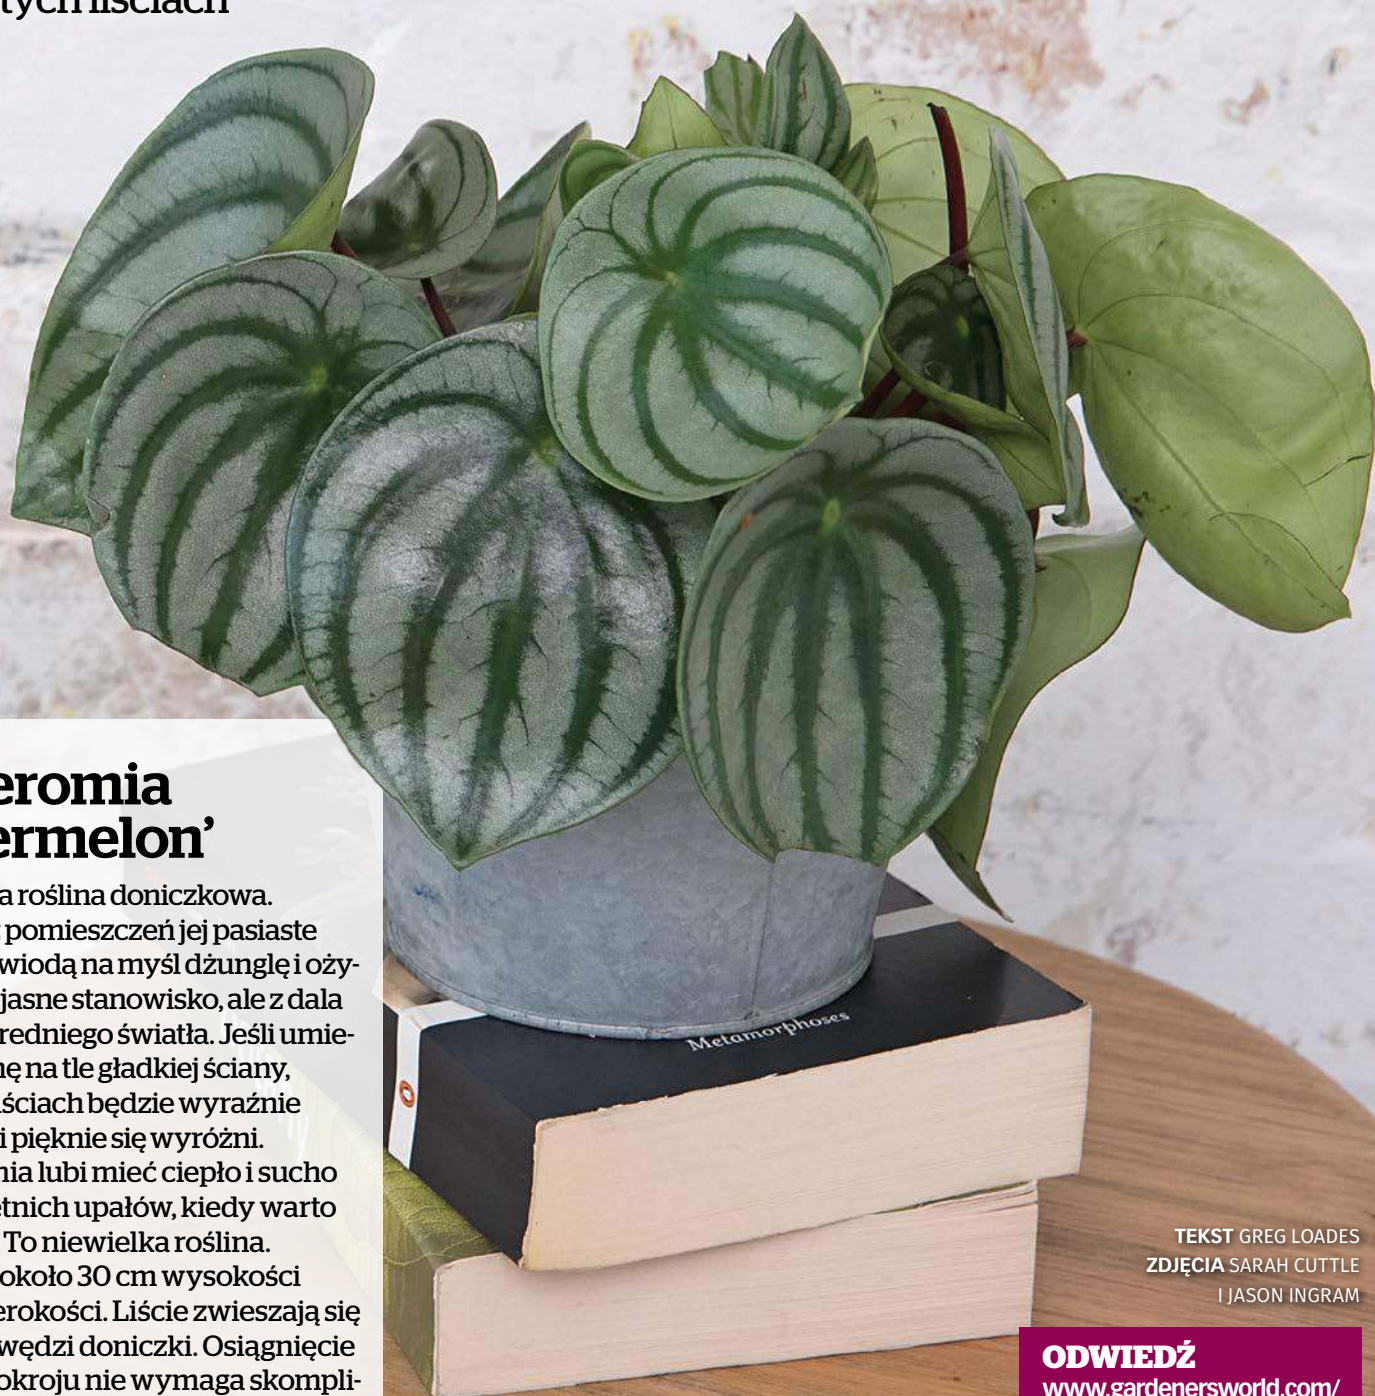 tych liściach
eromia
ermelon’
a roślina doniczkowa.
pomieszczeń jej pasiaste
wiodą na myśl dżunglę i oży-
jasne stanowisko, ale z dala
redniego światła. Jeśli umie-
ę na tle gładkiej ściany,
ściach będzie wyraźnie
i pięknie się wyróżni.
nia lubi mieć ciepło i sucho
etnich upałów, kiedy warto
To niewielka roślina.
około 30 cm wysokości
erokości. Liście zwieszają się
wędzi doniczki. Osiągnięcie
okroju nie wymaga skompli-
Metamorphoses
TEKST GREG LOADES
ZDJĘCIA SARAH CUTTLE
I JASON INGRAM
ODWIEDŹ
www.gardenersworld.com/